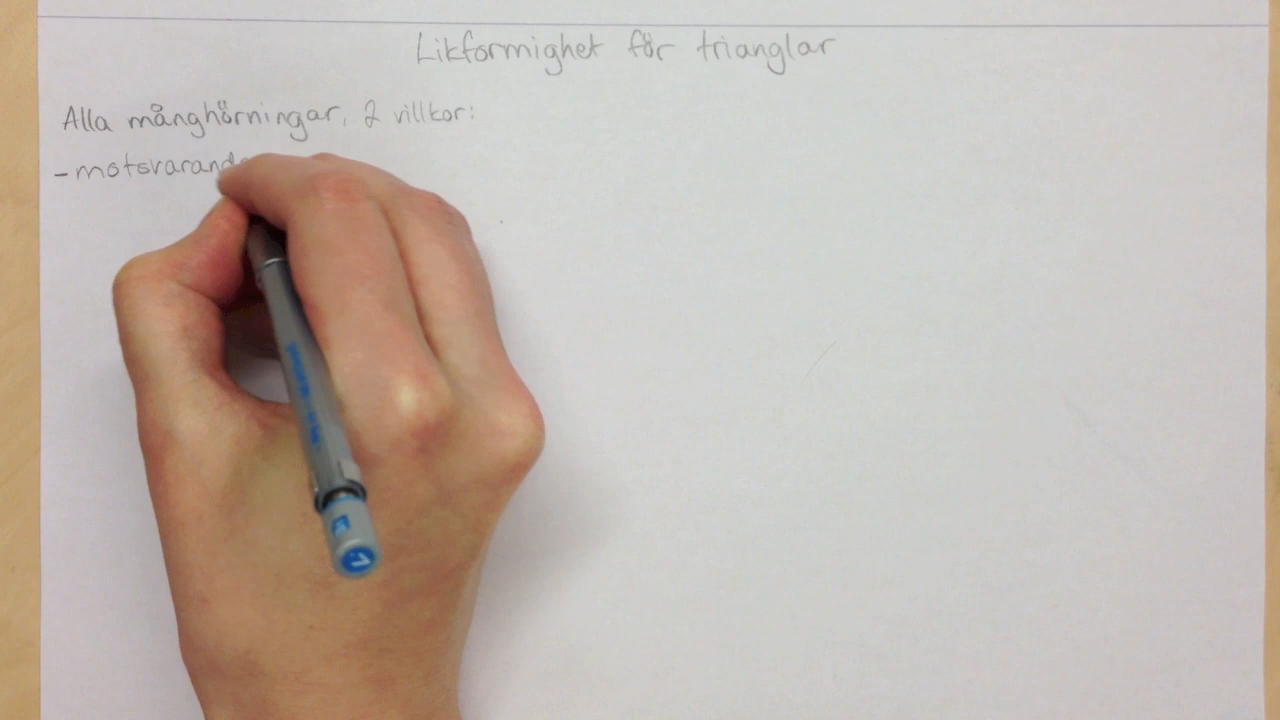 Likformighet för trianglar
Alla månghörningar, 2 villkor:
-motsvarande